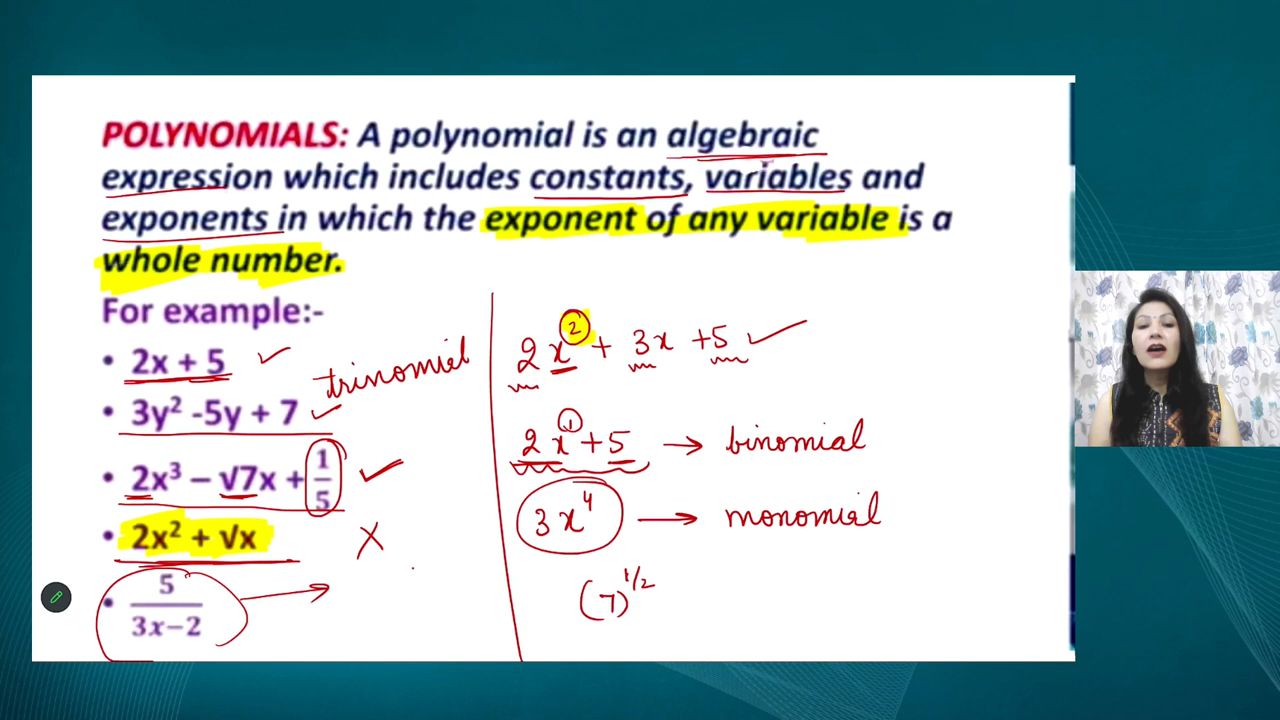 POLYNOMIALS: A polynomial is an algebraic
expression which includes constants, variables and
exponents in which the exponent of any variable is a
whole number.
For example:-
• 2x + 5 ✓
trinomial
• 3y² -5y + 7 ✓
• 2x³ – √7x + 1/5 ✓
• 2x² + √x X
• 5/(3x−2) →
2x² + 3x +5 ✓
2x¹ + 5 → binomial
3x⁴ → monomial
(7)^1/2